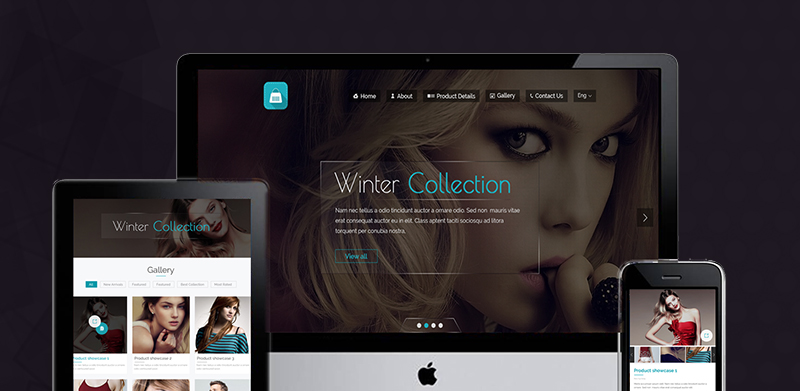 Home
About
Product Details
Gallery
Contact Us
Eng
Winter Collection
Nam nec tellus a odio tincidunt auctor a ornare odio. Sed non mauris vitae
erat consequat auctor eu in elit. Class aptent taciti sociosqu ad litora
torquent per conubia nostra.
View all
Winter Collection
Gallery
All
New Arrivals
Featured
Featured
Best Collection
Most Rated
Product showcase 1
Product showcase 2
Product showcase 3
Product showcase 1